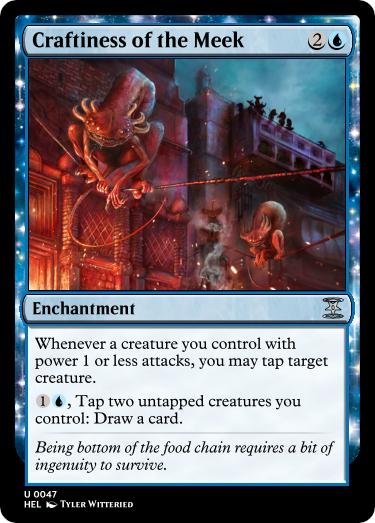 Craftiness of the Meek 2
Enchantment
Whenever a creature you control with
power 1 or less attacks, you may tap target
creature.
1, Tap two untapped creatures you
control: Draw a card.
Being bottom of the food chain requires a bit of
ingenuity to survive.
U 0047
HEL Tyler Witteried